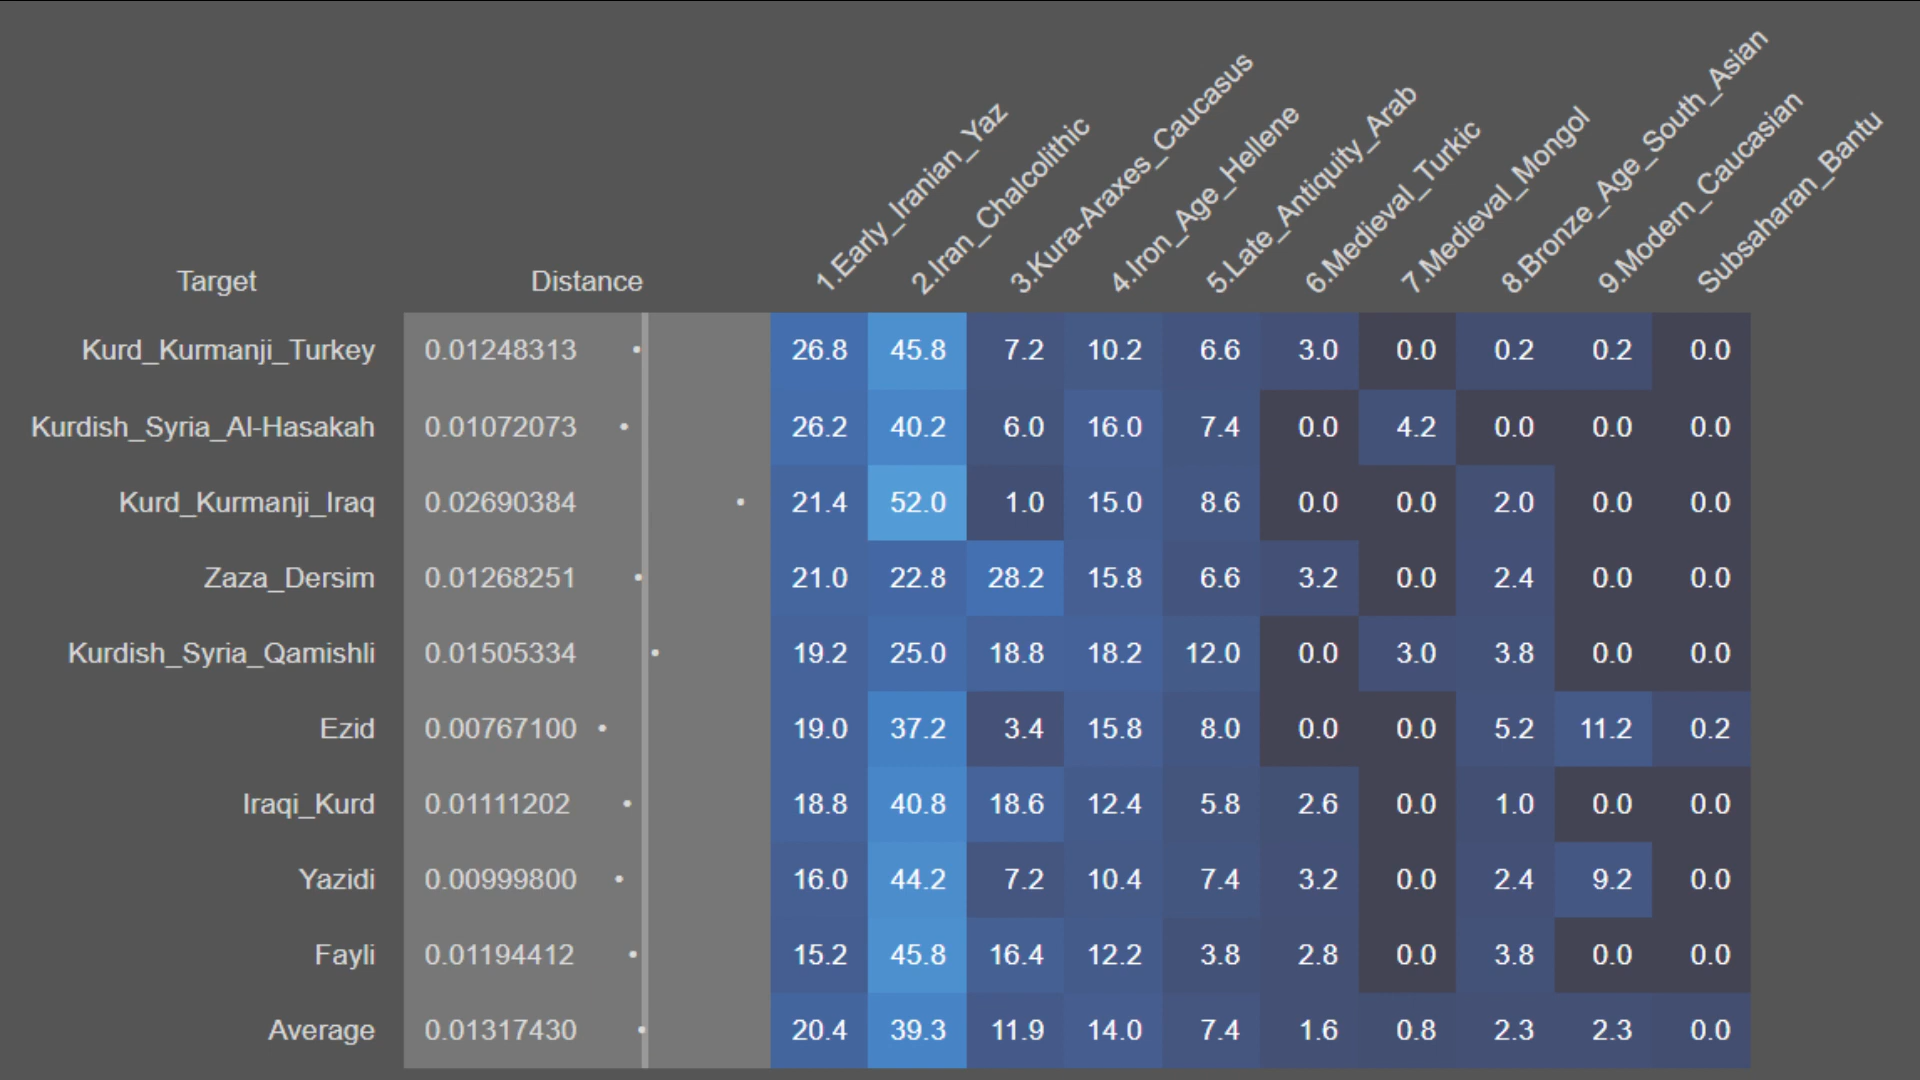 Target Distance 1.Early_Iranian_Yaz 2.Iran_Chalcolithic 3.Kura-Araxes_Caucasus 4.Iron_Age_Hellene 5.Late_Antiquity_Arab 6.Medieval_Turkic 7.Medieval_Mongol 8.Bronze_Age_South_Asian 9.Modern_Caucasian Subsaharan_Bantu
Kurd_Kurmanji_Turkey 0.01248313 26.8 45.8 7.2 10.2 6.6 3.0 0.0 0.2 0.2 0.0
Kurdish_Syria_Al-Hasakah 0.01072073 26.2 40.2 6.0 16.0 7.4 0.0 4.2 0.0 0.0 0.0
Kurd_Kurmanji_Iraq 0.02690384 21.4 52.0 1.0 15.0 8.6 0.0 0.0 2.0 0.0 0.0
Zaza_Dersim 0.01268251 21.0 22.8 28.2 15.8 6.6 3.2 0.0 2.4 0.0 0.0
Kurdish_Syria_Qamishli 0.01505334 19.2 25.0 18.8 18.2 12.0 0.0 3.0 3.8 0.0 0.0
Ezid 0.00767100 19.0 37.2 3.4 15.8 8.0 0.0 0.0 5.2 11.2 0.2
Iraqi_Kurd 0.01111202 18.8 40.8 18.6 12.4 5.8 2.6 0.0 1.0 0.0 0.0
Yazidi 0.00999800 16.0 44.2 7.2 10.4 7.4 3.2 0.0 2.4 9.2 0.0
Fayli 0.01194412 15.2 45.8 16.4 12.2 3.8 2.8 0.0 3.8 0.0 0.0
Average 0.01317430 20.4 39.3 11.9 14.0 7.4 1.6 0.8 2.3 2.3 0.0